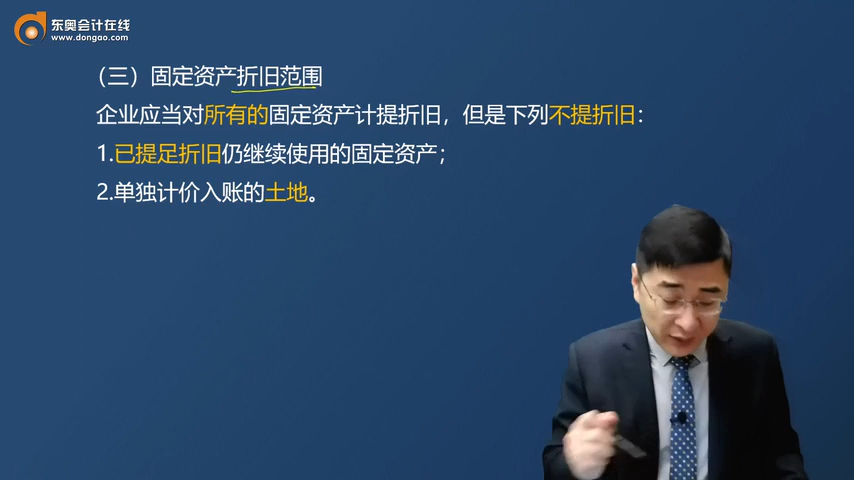 东奥会计在线
www.dongao.com
（三）固定资产折旧范围
企业应当对所有的固定资产计提折旧，但是下列不提折旧：
1.已提足折旧仍继续使用的固定资产；
2.单独计价入账的土地。